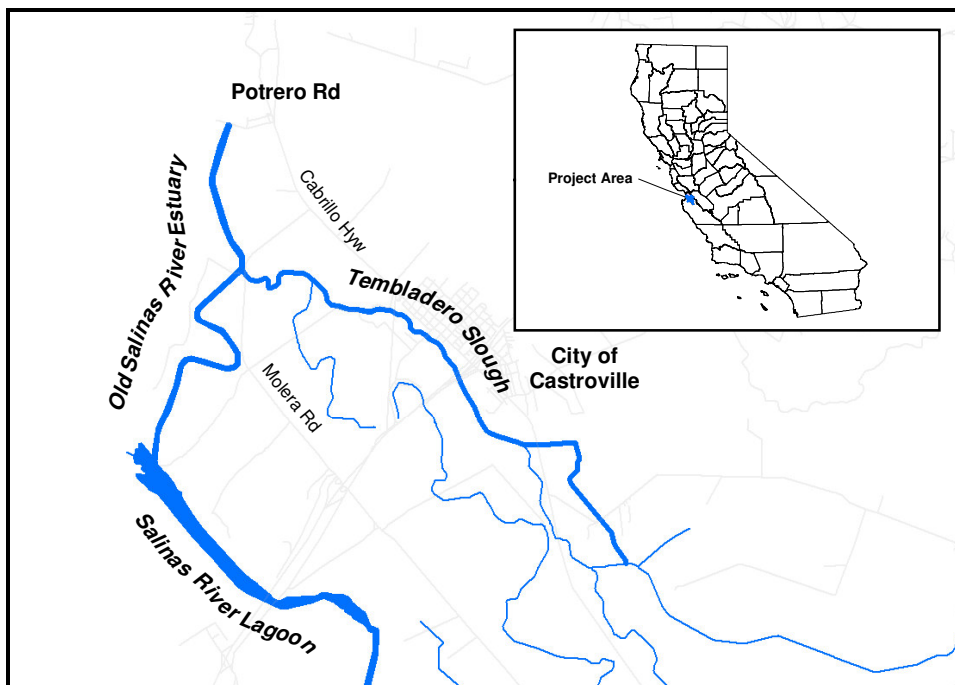 Potrero Rd
Project Area
Cabrillo Hyw
Old Salinas River Estuary
Tembladero Slough
City of
Castroville
Molera Rd
Salinas River Lagoon